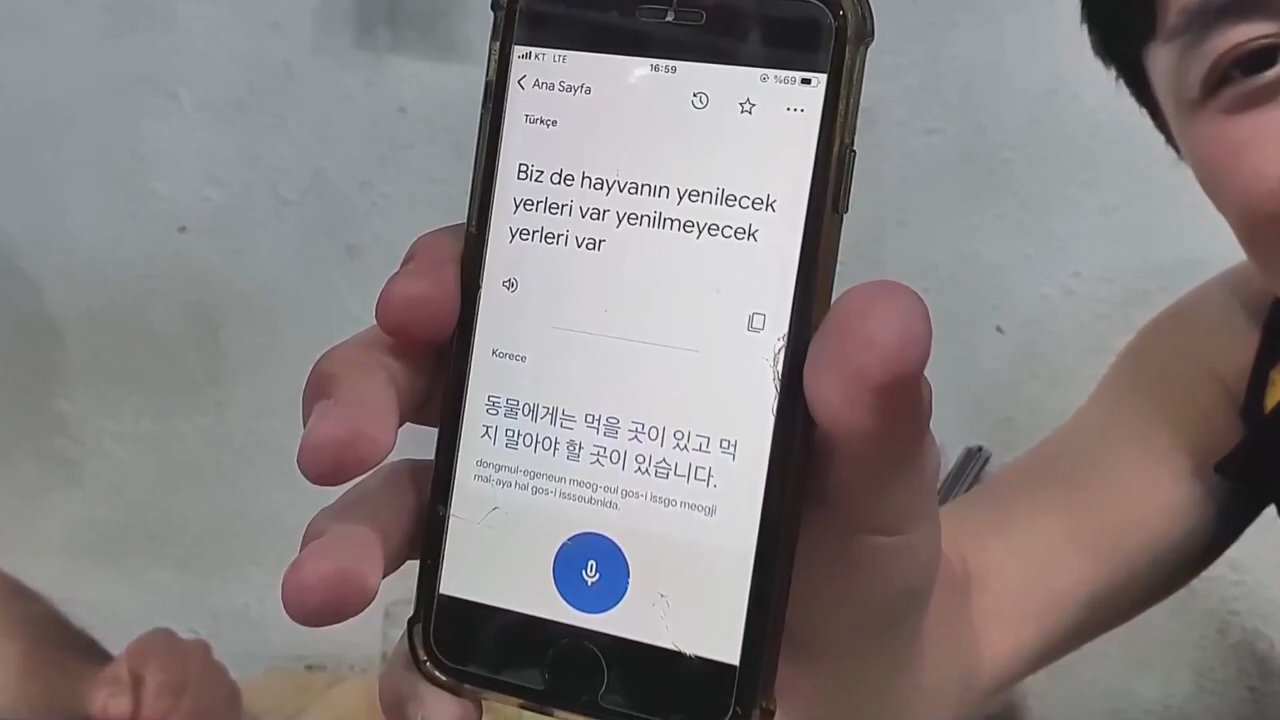 KT LTE
16:59
%69
Ana Sayfa
Türkçe
Biz de hayvanın yenilecek
yerleri var yenilmeyecek
yerleri var
Korece
동물에게는 먹을 곳이 있고 먹
지 말아야 할 곳이 있습니다.
dongmul-egeneun meog-eul gos-i issgo meogji
mal-aya hal gos-i issseubnida.